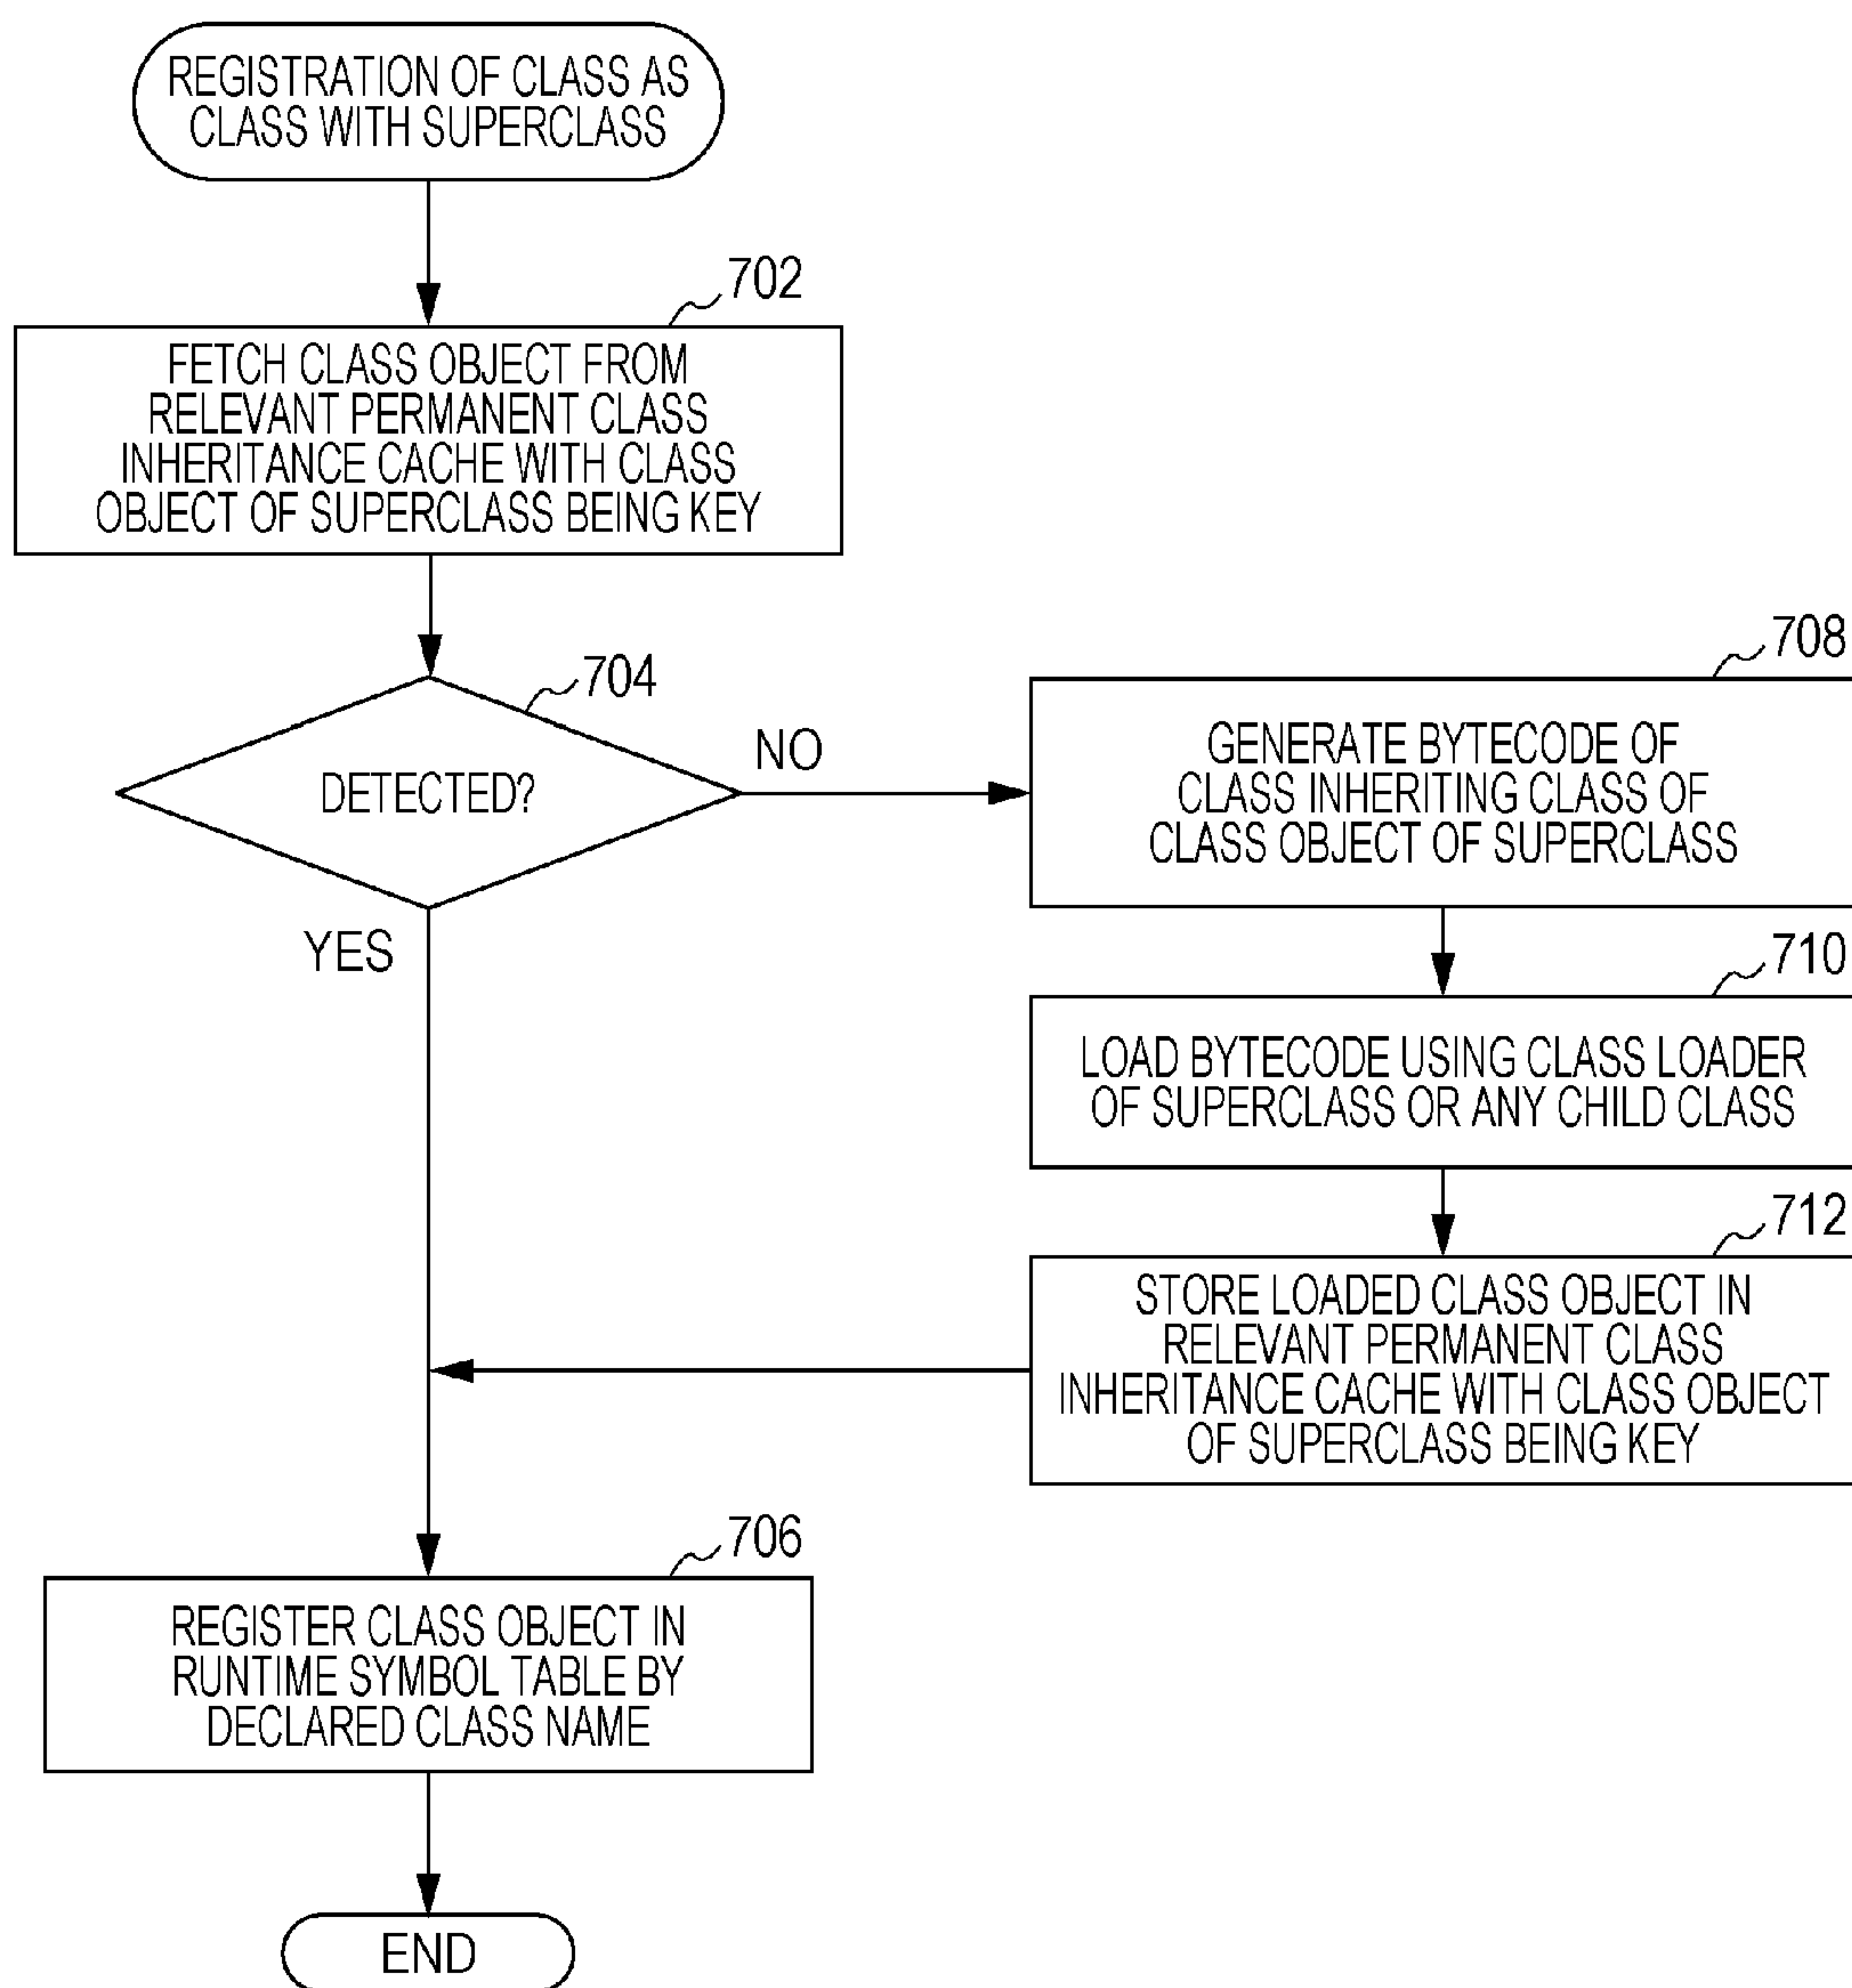 REGISTRATION OF CLASS AS
CLASS WITH SUPERCLASS
702
FETCH CLASS OBJECT FROM
RELEVANT PERMANENT CLASS
INHERITANCE CACHE WITH CLASS
OBJECT OF SUPERCLASS BEING KEY
704
DETECTED?
NO
YES
708
GENERATE BYTECODE OF
CLASS INHERITING CLASS OF
CLASS OBJECT OF SUPERCLASS
710
LOAD BYTECODE USING CLASS LOADER
OF SUPERCLASS OR ANY CHILD CLASS
712
STORE LOADED CLASS OBJECT IN
RELEVANT PERMANENT CLASS
INHERITANCE CACHE WITH CLASS OBJECT
OF SUPERCLASS BEING KEY
706
REGISTER CLASS OBJECT IN
RUNTIME SYMBOL TABLE BY
DECLARED CLASS NAME
END